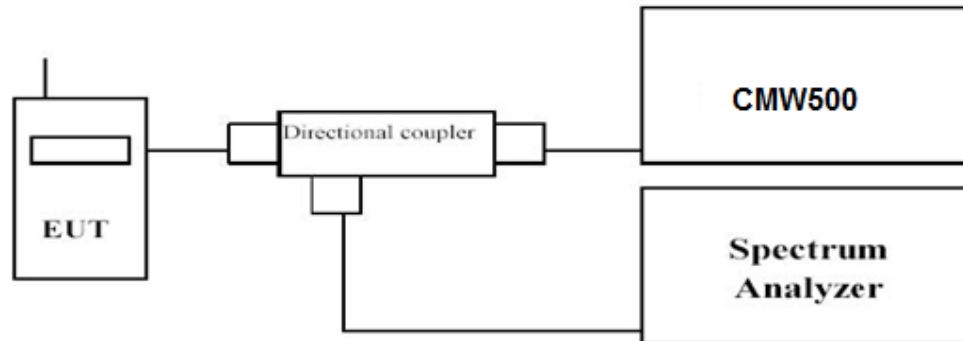 CMW500
Directional coupler
EUT
Spectrum
Analyzer